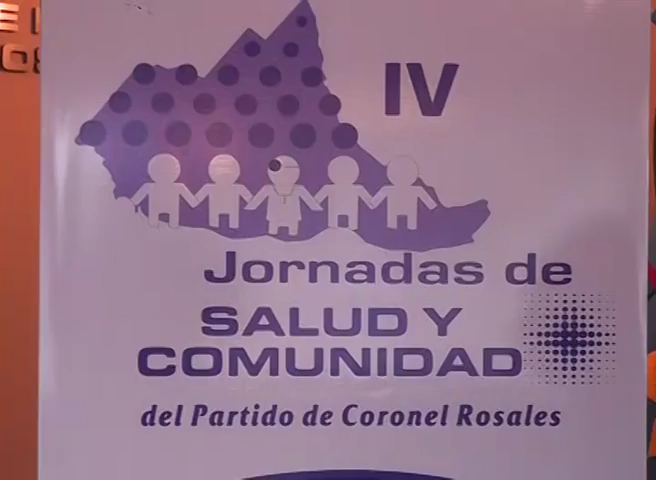 IV
Jornadas de
SALUD Y
COMUNIDAD
del Partido de Coronel Rosales